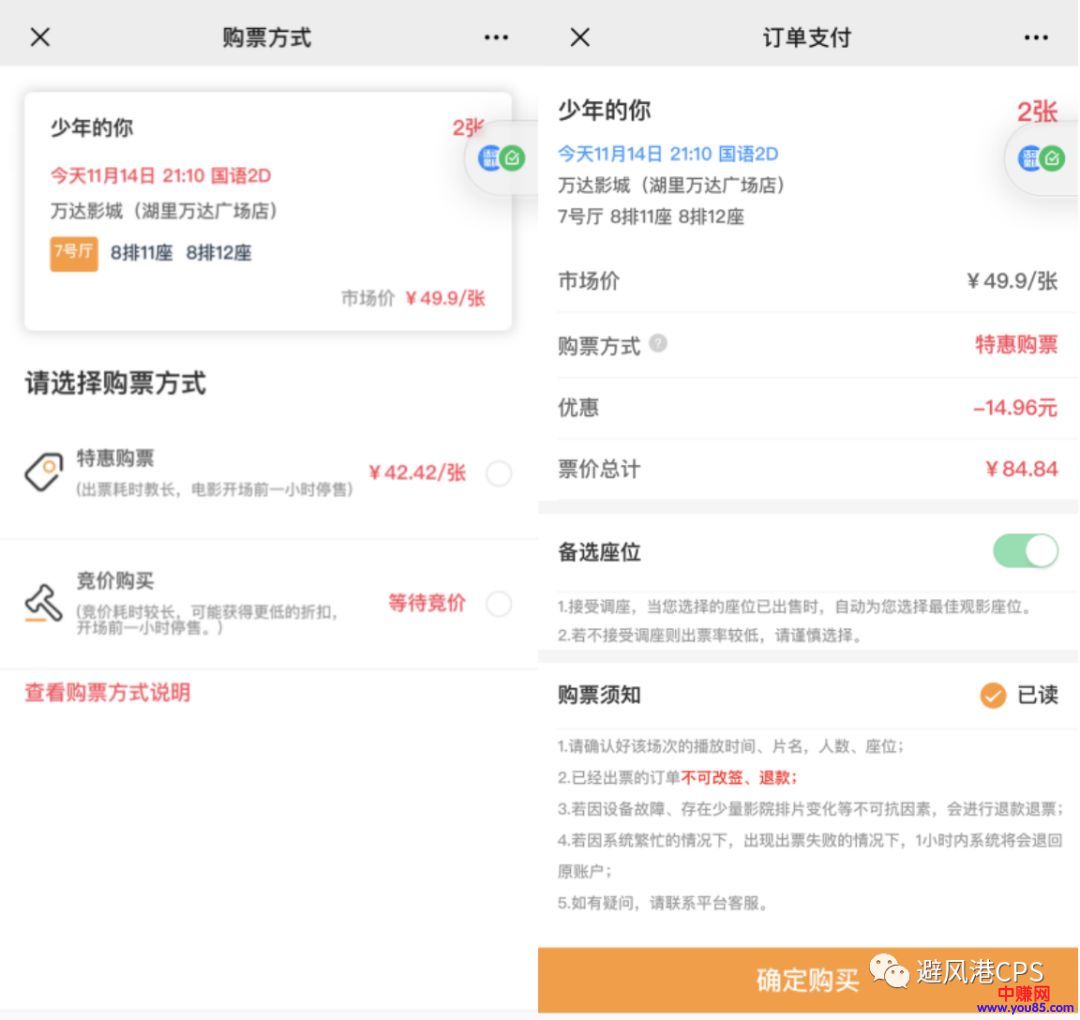 购票方式
少年的你
2张
今天11月14日 21:10 国语2D
万达影城（湖里万达广场店）
7号厅 8排11座 8排12座
市场价 ¥49.9/张
请选择购票方式
特惠购票
(出票耗时教长，电影开场前一小时停售)
¥42.42/张
竞价购买
(竞价耗时较长，可能获得更低的折扣，
开场前一小时停售。)
等待竞价
查看购票方式说明
订单支付
少年的你
2张
今天11月14日 21:10 国语2D
万达影城（湖里万达广场店）
7号厅 8排11座 8排12座
市场价 ¥49.9/张
购票方式 ? 特惠购票
优惠 -14.96元
票价总计 ¥84.84
备选座位
1.接受调座，当您选择的座位已出售时，自动为您选择最佳观影座位。
2.若不接受调座则出票率较低，请谨慎选择。
购票须知 已读
1.请确认好该场次的播放时间、片名，人数、座位；
2.已经出票的订单不可改签、退款；
3.若因设备故障、存在少量影院排片变化等不可抗因素，会进行退款退票；
4.若因系统繁忙的情况下，出现出票失败的情况下，1小时内系统将会退回
原账户；
5.如有疑问，请联系平台客服。
确定购买
避风港CPS
中赚网
www.you85.com